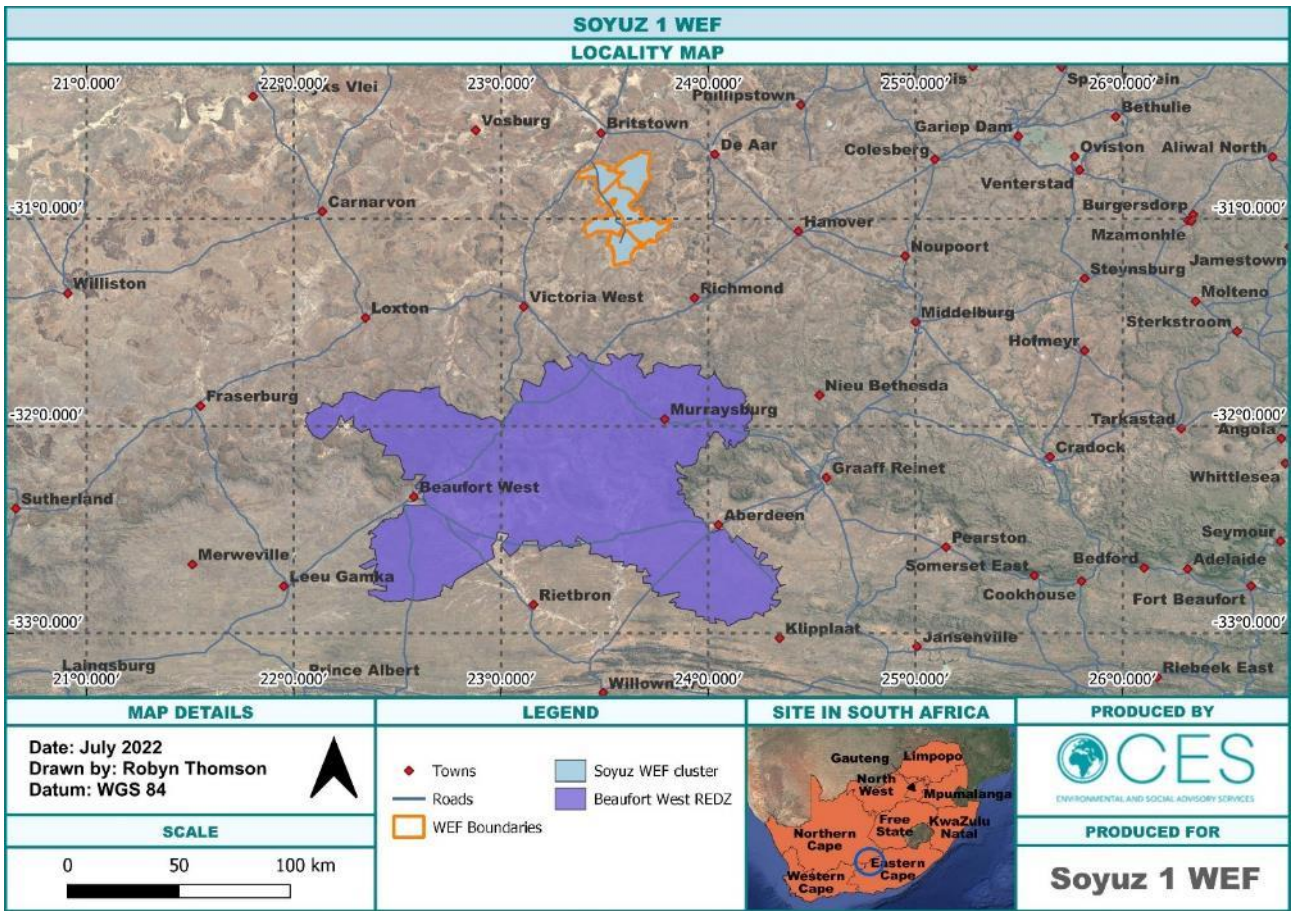 SOYUZ 1 WEF
LOCALITY MAP
21°0.000′
22°0.000′
23°0.000′
24°0.000′
25°0.000′
26°0.000′
Vosburg
Britstown
Phillipstown
De Aar
Gariep Dam
Colesberg
Bethulie
Oviston
Aliwal North
Venterstad
Carnarvon
Burgersdorp
-31°0.000′
-31°0.000′
Mzamonhle
Hanover
Noupoort
Jamestown
Williston
Steynsburg
Victoria West
Richmond
Molteno
Loxton
Middelburg
Sterkstroom
Hofmeyr
Fraserburg
Nieu Bethesda
-32°0.000′
Murraysburg
Tarkastad
-32°0.000′
Angola
Cradock
Graaff Reinet
Whittlesea
Beaufort West
Sutherland
Aberdeen
Seymour
Merweville
Pearston
Somerset East
Bedford
Adelaide
Leeu Gamka
Cookhouse
Fort Beaufort
Rietbron
-33°0.000′
-33°0.000′
Klipplaat
Jansenville
Laingsburg
Prince Albert
Riebeek East
21°0.000′
22°0.000′
23°0.000′
24°0.000′
25°0.000′
26°0.000′
MAP DETAILS
Date: July 2022
Drawn by: Robyn Thomson
Datum: WGS 84
SCALE
0 50 100 km
LEGEND
Towns
Roads
WEF Boundaries
Soyuz WEF cluster
Beaufort West REDZ
SITE IN SOUTH AFRICA
Gauteng
Limpopo
North West
Mpumalanga
Free State
KwaZulu Natal
Northern Cape
Eastern Cape
Western Cape
PRODUCED BY
CES
ENVIRONMENTAL AND SOCIAL ADVISORY SERVICES
PRODUCED FOR
Soyuz 1 WEF